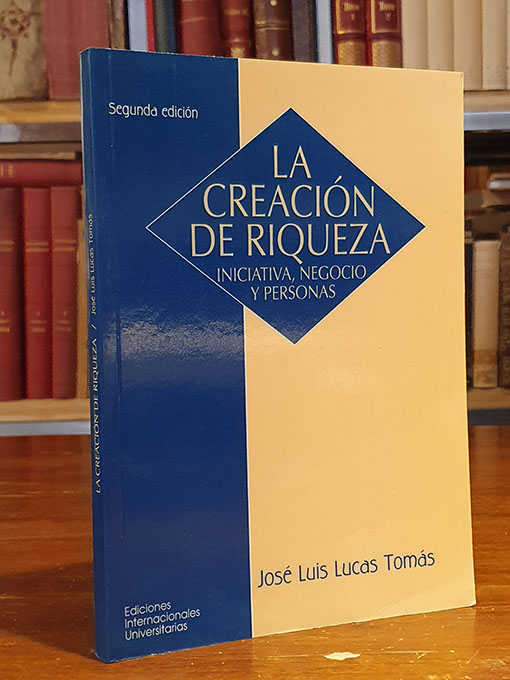 Segunda edición
LA
CREACIÓN
DE RIQUEZA
INICIATIVA, NEGOCIO
Y PERSONAS
José Luis Lucas Tomás
Ediciones
Internacionales
Universitarias
LA CREACIÓN DE RIQUEZA / José Luis Lucas Tomás